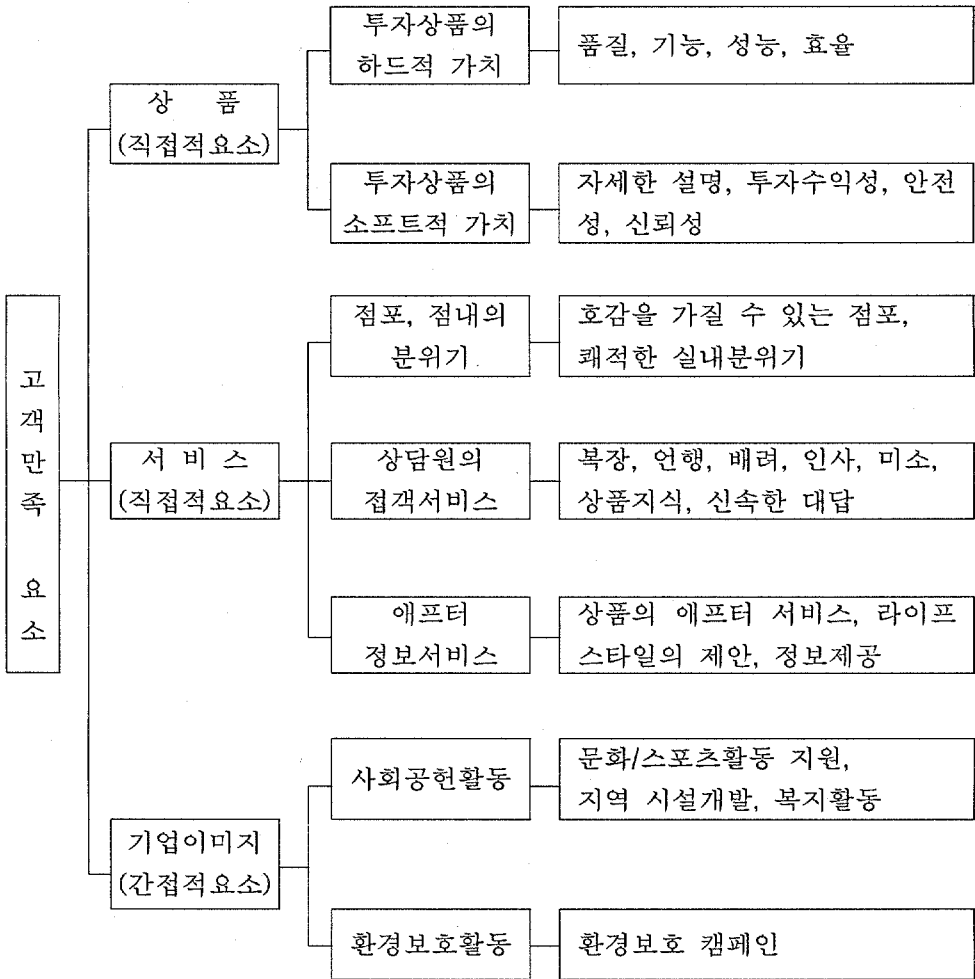 고객만족 요소
상 품
(직접적요소)
투자상품의
하드적 가치
품질, 기능, 성능, 효율
투자상품의
소프트적 가치
자세한 설명, 투자수익성, 안전
성, 신뢰성
서 비 스
(직접적요소)
점포, 점내의
분위기
호감을 가질 수 있는 점포,
쾌적한 실내분위기
상담원의
접객서비스
복장, 언행, 배려, 인사, 미소,
상품지식, 신속한 대답
애프터
정보서비스
상품의 애프터 서비스, 라이프
스타일의 제안, 정보제공
기업이미지
(간접적요소)
사회공헌활동
문화/스포츠활동 지원,
지역 시설개발, 복지활동
환경보호활동
환경보호 캠페인